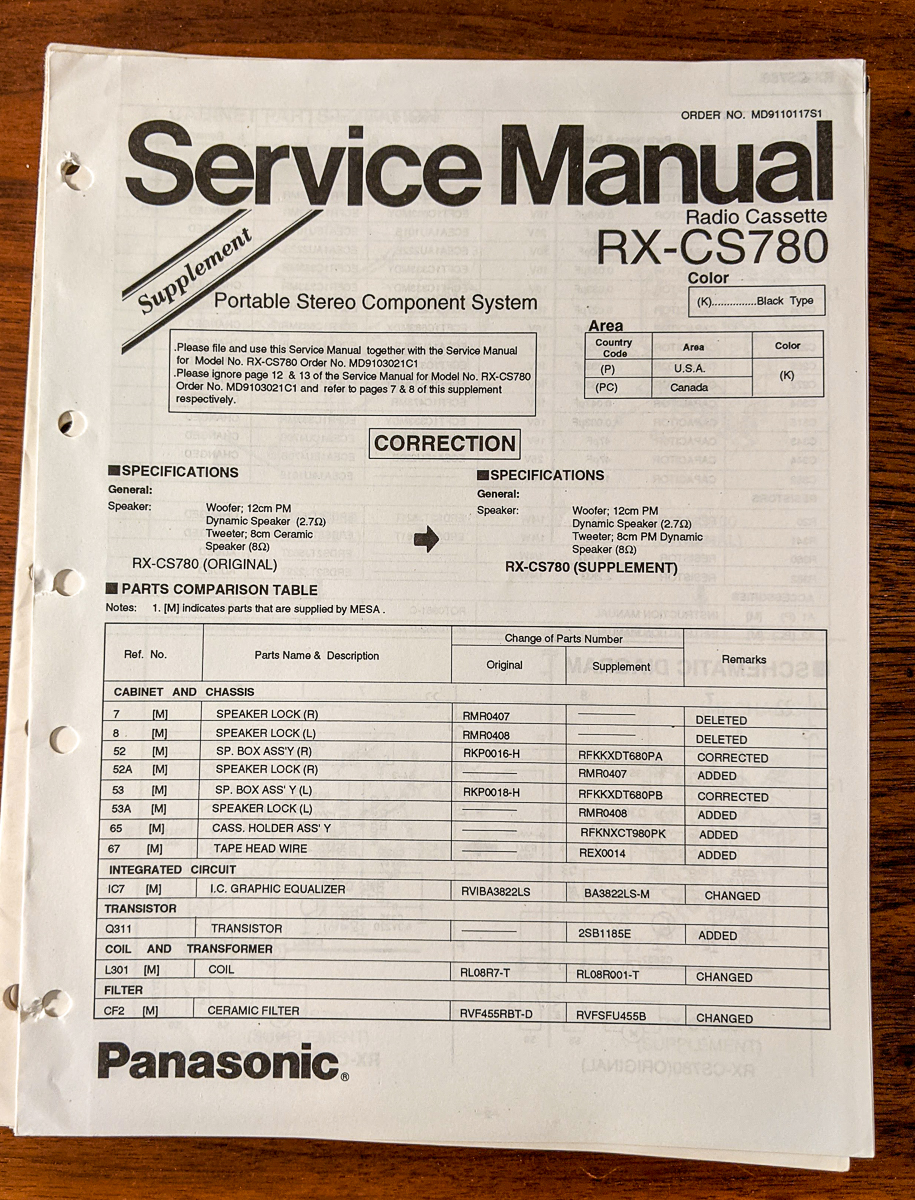 ORDER NO. MD9110117S1
Service Manual
Radio Cassette
RX-CS780
Supplement
Portable Stereo Component System
Color
(K)...............Black Type
Area
Country Code Area Color
(P) U.S.A. (K)
(PC) Canada
.Please file and use this Service Manual together with the Service Manual
for Model No. RX-CS780 Order No. MD9103021C1
.Please ignore page 12 & 13 of the Service Manual for Model No. RX-CS780
Order No. MD9103021C1 and refer to pages 7 & 8 of this supplement
respectively.
CORRECTION
■SPECIFICATIONS
General:
Speaker: Woofer; 12cm PM
Dynamic Speaker (2.7Ω)
Tweeter; 8cm Ceramic
Speaker (8Ω)
RX-CS780 (ORIGINAL)
■SPECIFICATIONS
General:
Speaker: Woofer; 12cm PM
Dynamic Speaker (2.7Ω)
Tweeter; 8cm PM Dynamic
Speaker (8Ω)
RX-CS780 (SUPPLEMENT)
■ PARTS COMPARISON TABLE
Notes: 1. [M] indicates parts that are supplied by MESA .
Ref. No. Parts Name & Description Change of Parts Number Remarks
Original Supplement
CABINET AND CHASSIS
7 [M] SPEAKER LOCK (R) RMR0407 ——— DELETED
8 [M] SPEAKER LOCK (L) RMR0408 ——— DELETED
52 [M] SP. BOX ASS'Y (R) RKP0016-H RFKKXDT680PA CORRECTED
52A [M] SPEAKER LOCK (R) ——— RMR0407 ADDED
53 [M] SP. BOX ASS' Y (L) RKP0018-H RFKKXDT680PB CORRECTED
53A [M] SPEAKER LOCK (L) ——— RMR0408 ADDED
65 [M] CASS. HOLDER ASS' Y ——— RFKNXCT980PK ADDED
67 [M] TAPE HEAD WIRE ——— REX0014 ADDED
INTEGRATED CIRCUIT
IC7 [M] I.C. GRAPHIC EQUALIZER RVIBA3822LS BA3822LS-M CHANGED
TRANSISTOR
Q311 TRANSISTOR ——— 2SB1185E ADDED
COIL AND TRANSFORMER
L301 [M] COIL RL08R7-T RL08R001-T CHANGED
FILTER
CF2 [M] CERAMIC FILTER RVF455RBT-D RVFSFU455B CHANGED
Panasonic®